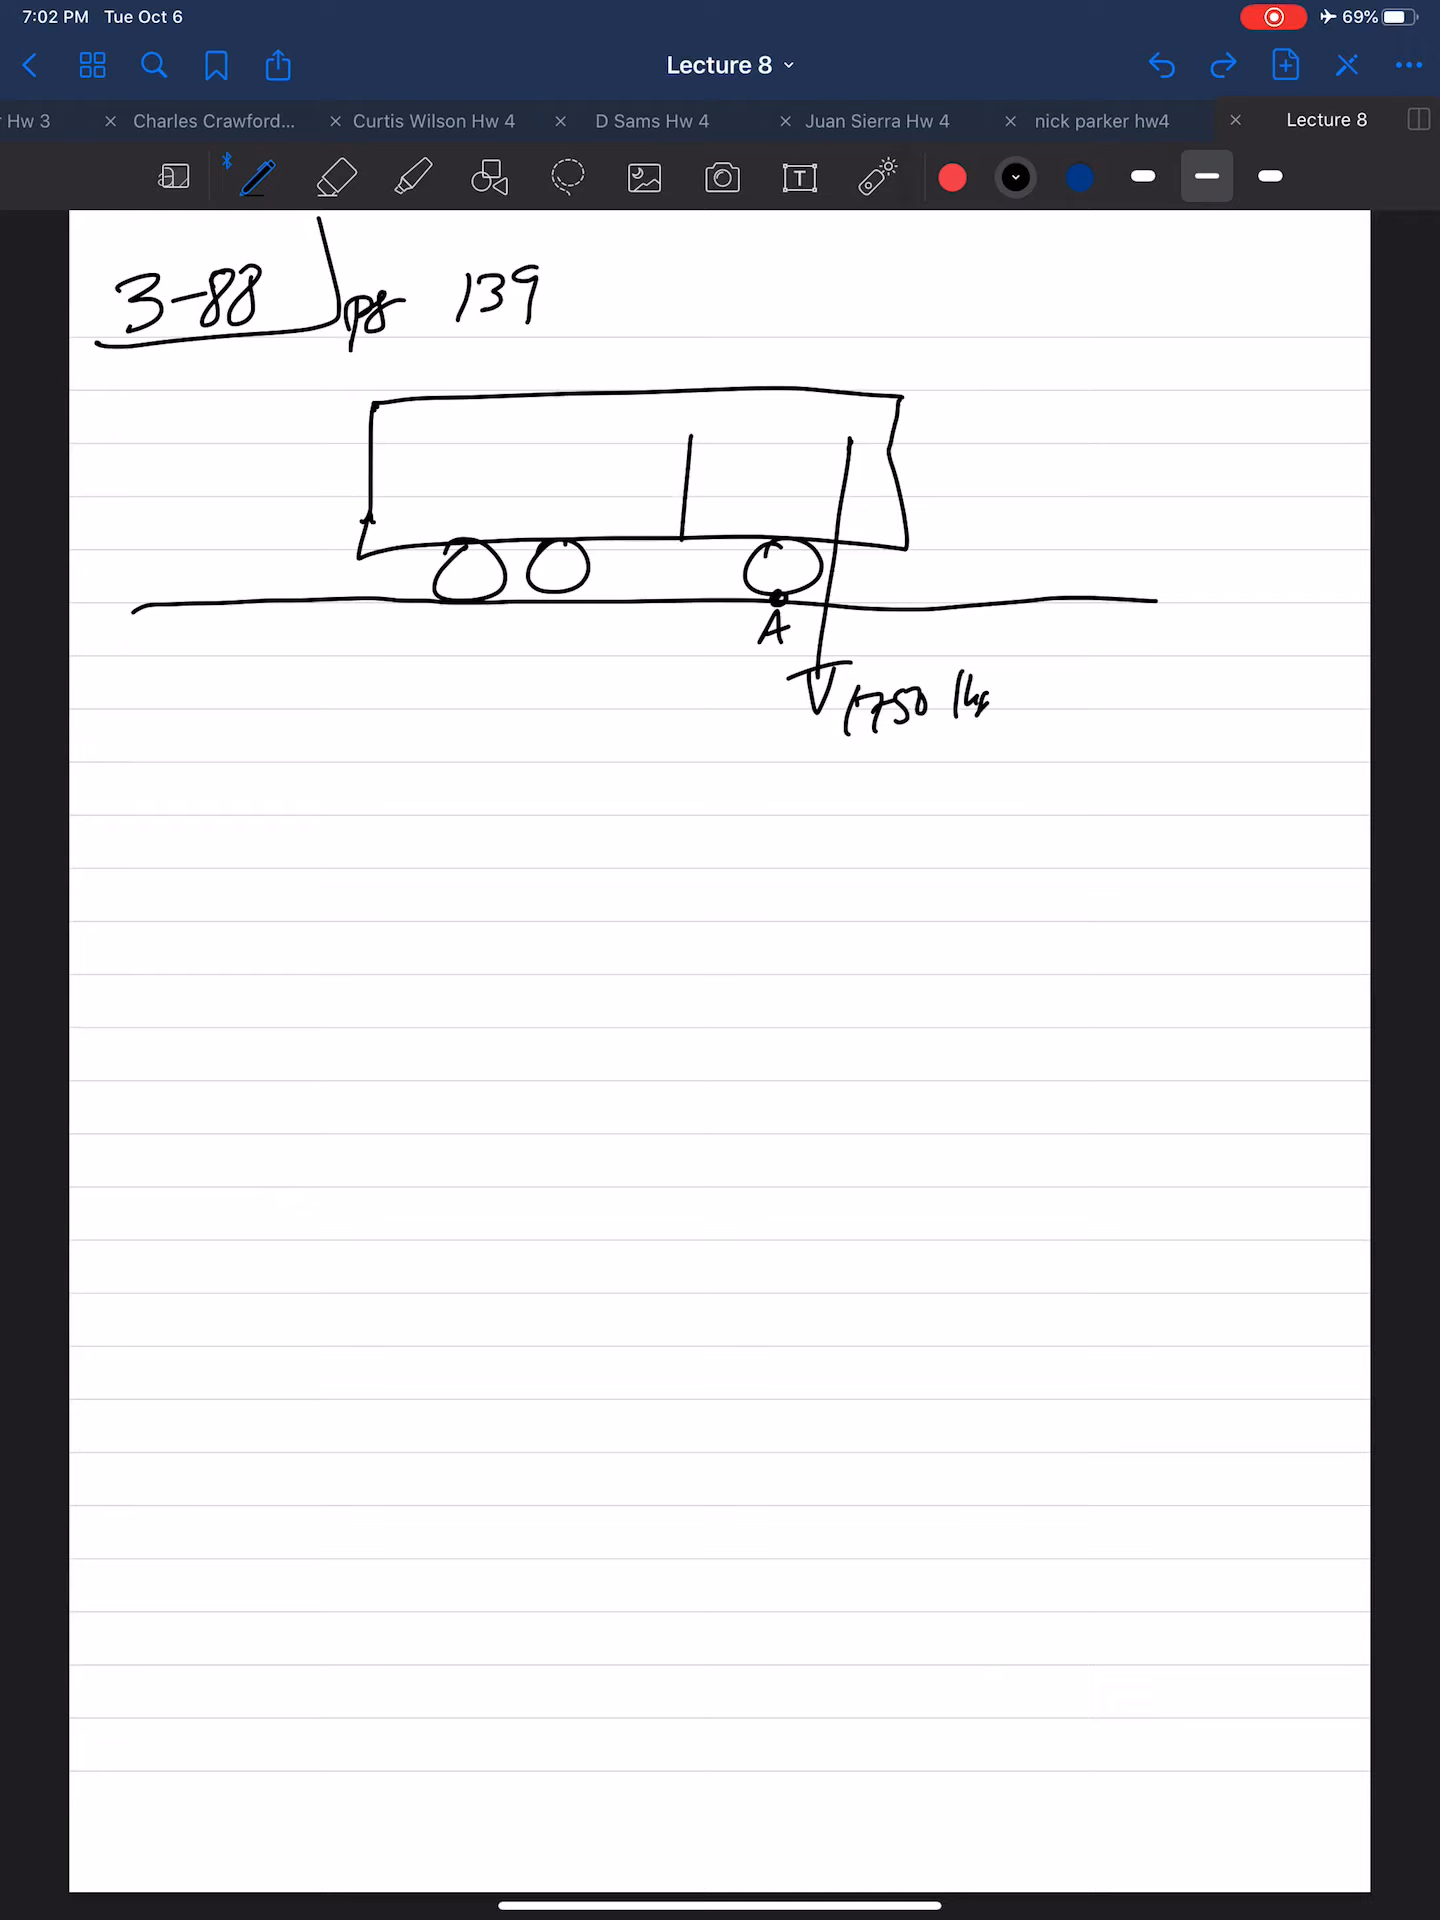 7:02 PM Tue Oct 6 69%
Lecture 8
Hw 3 Charles Crawford... Curtis Wilson Hw 4 D Sams Hw 4 Juan Sierra Hw 4 nick parker hw4 Lecture 8
T
3-88 pg 139
A
1750 lbs